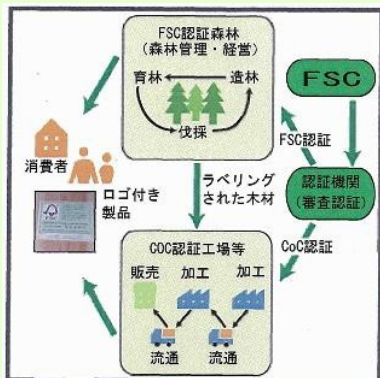 FSC認証森林
(森林管理・経営)
育林
造林
伐採
FSC
FSC認証
認証機関
(審査認証)
CoC認証
消費者
ロゴ付き
製品
ラベリング
された木材
COC認証工場等
販売
加工
加工
流通
流通